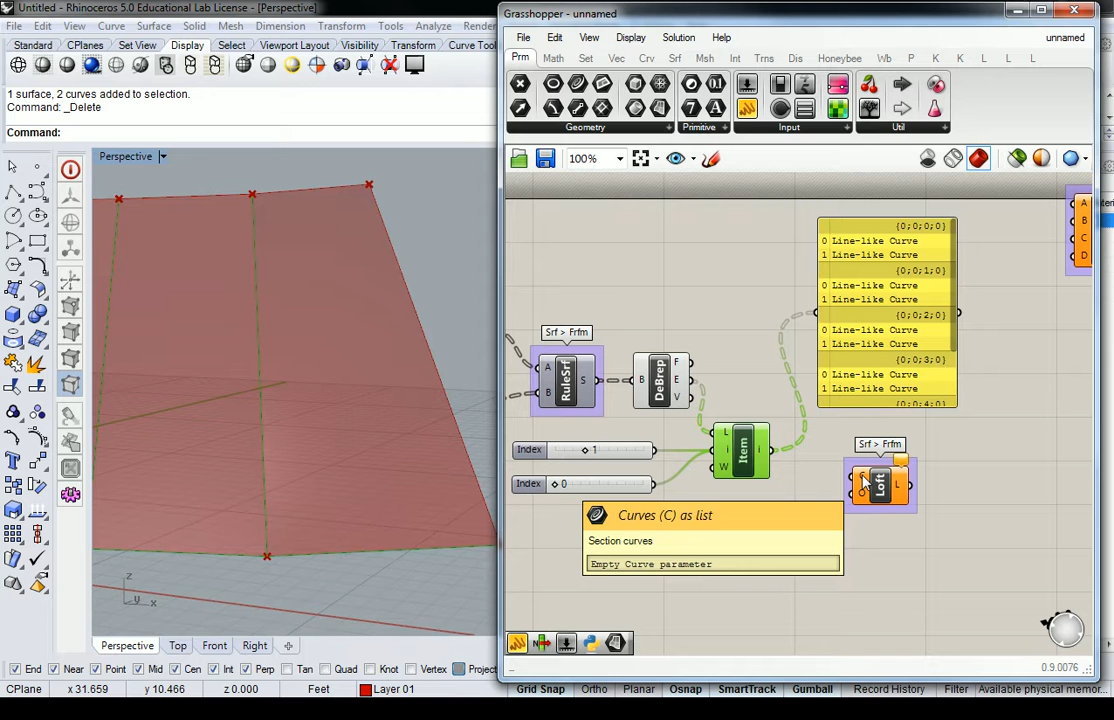 Untitled - Rhinoceros 5.0 Educational Lab License - [Perspective]
File Edit View Curve Surface Solid Mesh Dimension Transform Tools Analyze Render
Standard CPlanes Set View Display Select Viewport Layout Visibility Transform Curve Tools
1 surface, 2 curves added to selection.
Command: _Delete
Command:
Perspective
z
y
x
Perspective Top Front Right
End Near Point Mid Cen Int Perp Tan Quad Knot Vertex Project
CPlane x 31.659 y 10.466 z 0.000 Feet Layer 01
Grid Snap Ortho Planar Osnap SmartTrack Gumball Record History Filter Available physical memor...
Grasshopper - unnamed
File Edit View Display Solution Help
unnamed
Prm Math Set Vec Crv Srf Msh Int Trns Dis Honeybee Wb P K K L L
Geometry Primitive Input Util
100%
{0;0;0;0}
0 Line-like Curve
1 Line-like Curve
{0;0;1;0}
0 Line-like Curve
1 Line-like Curve
{0;0;2;0}
0 Line-like Curve
1 Line-like Curve
{0;0;3;0}
0 Line-like Curve
1 Line-like Curve
{0;0;4;0}
A
B
C
D
Srf > Frfm
A
B
RuleSrf
S
B
DeBrep
F
E
V
Index 1
Index 0
L
i
W
Item
i
Srf > Frfm
O
Loft
L
Curves (C) as list
Section curves
Empty Curve parameter
0.9.0076